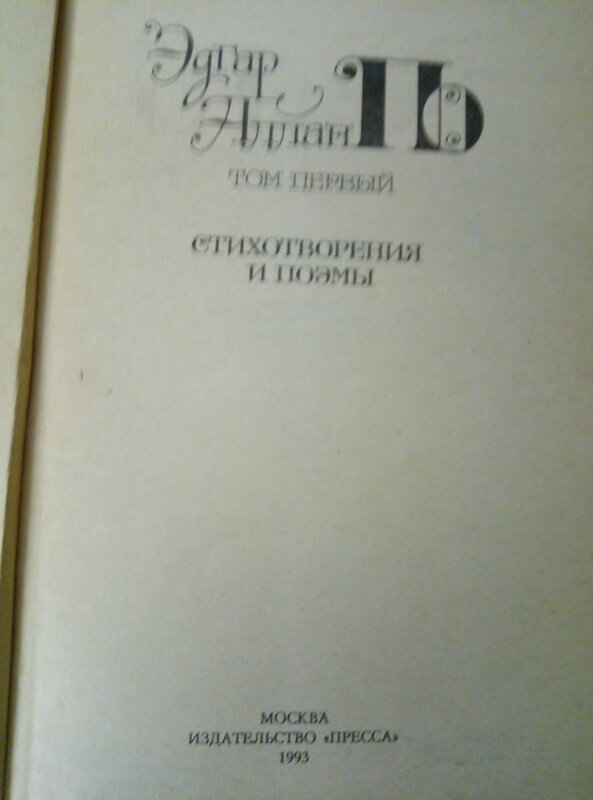 Эдгар
Аллан ПО
ТОМ ПЕРВЫЙ
СТИХОТВОРЕНИЯ
И ПОЭМЫ
МОСКВА
ИЗДАТЕЛЬСТВО «ПРЕССА»
1993